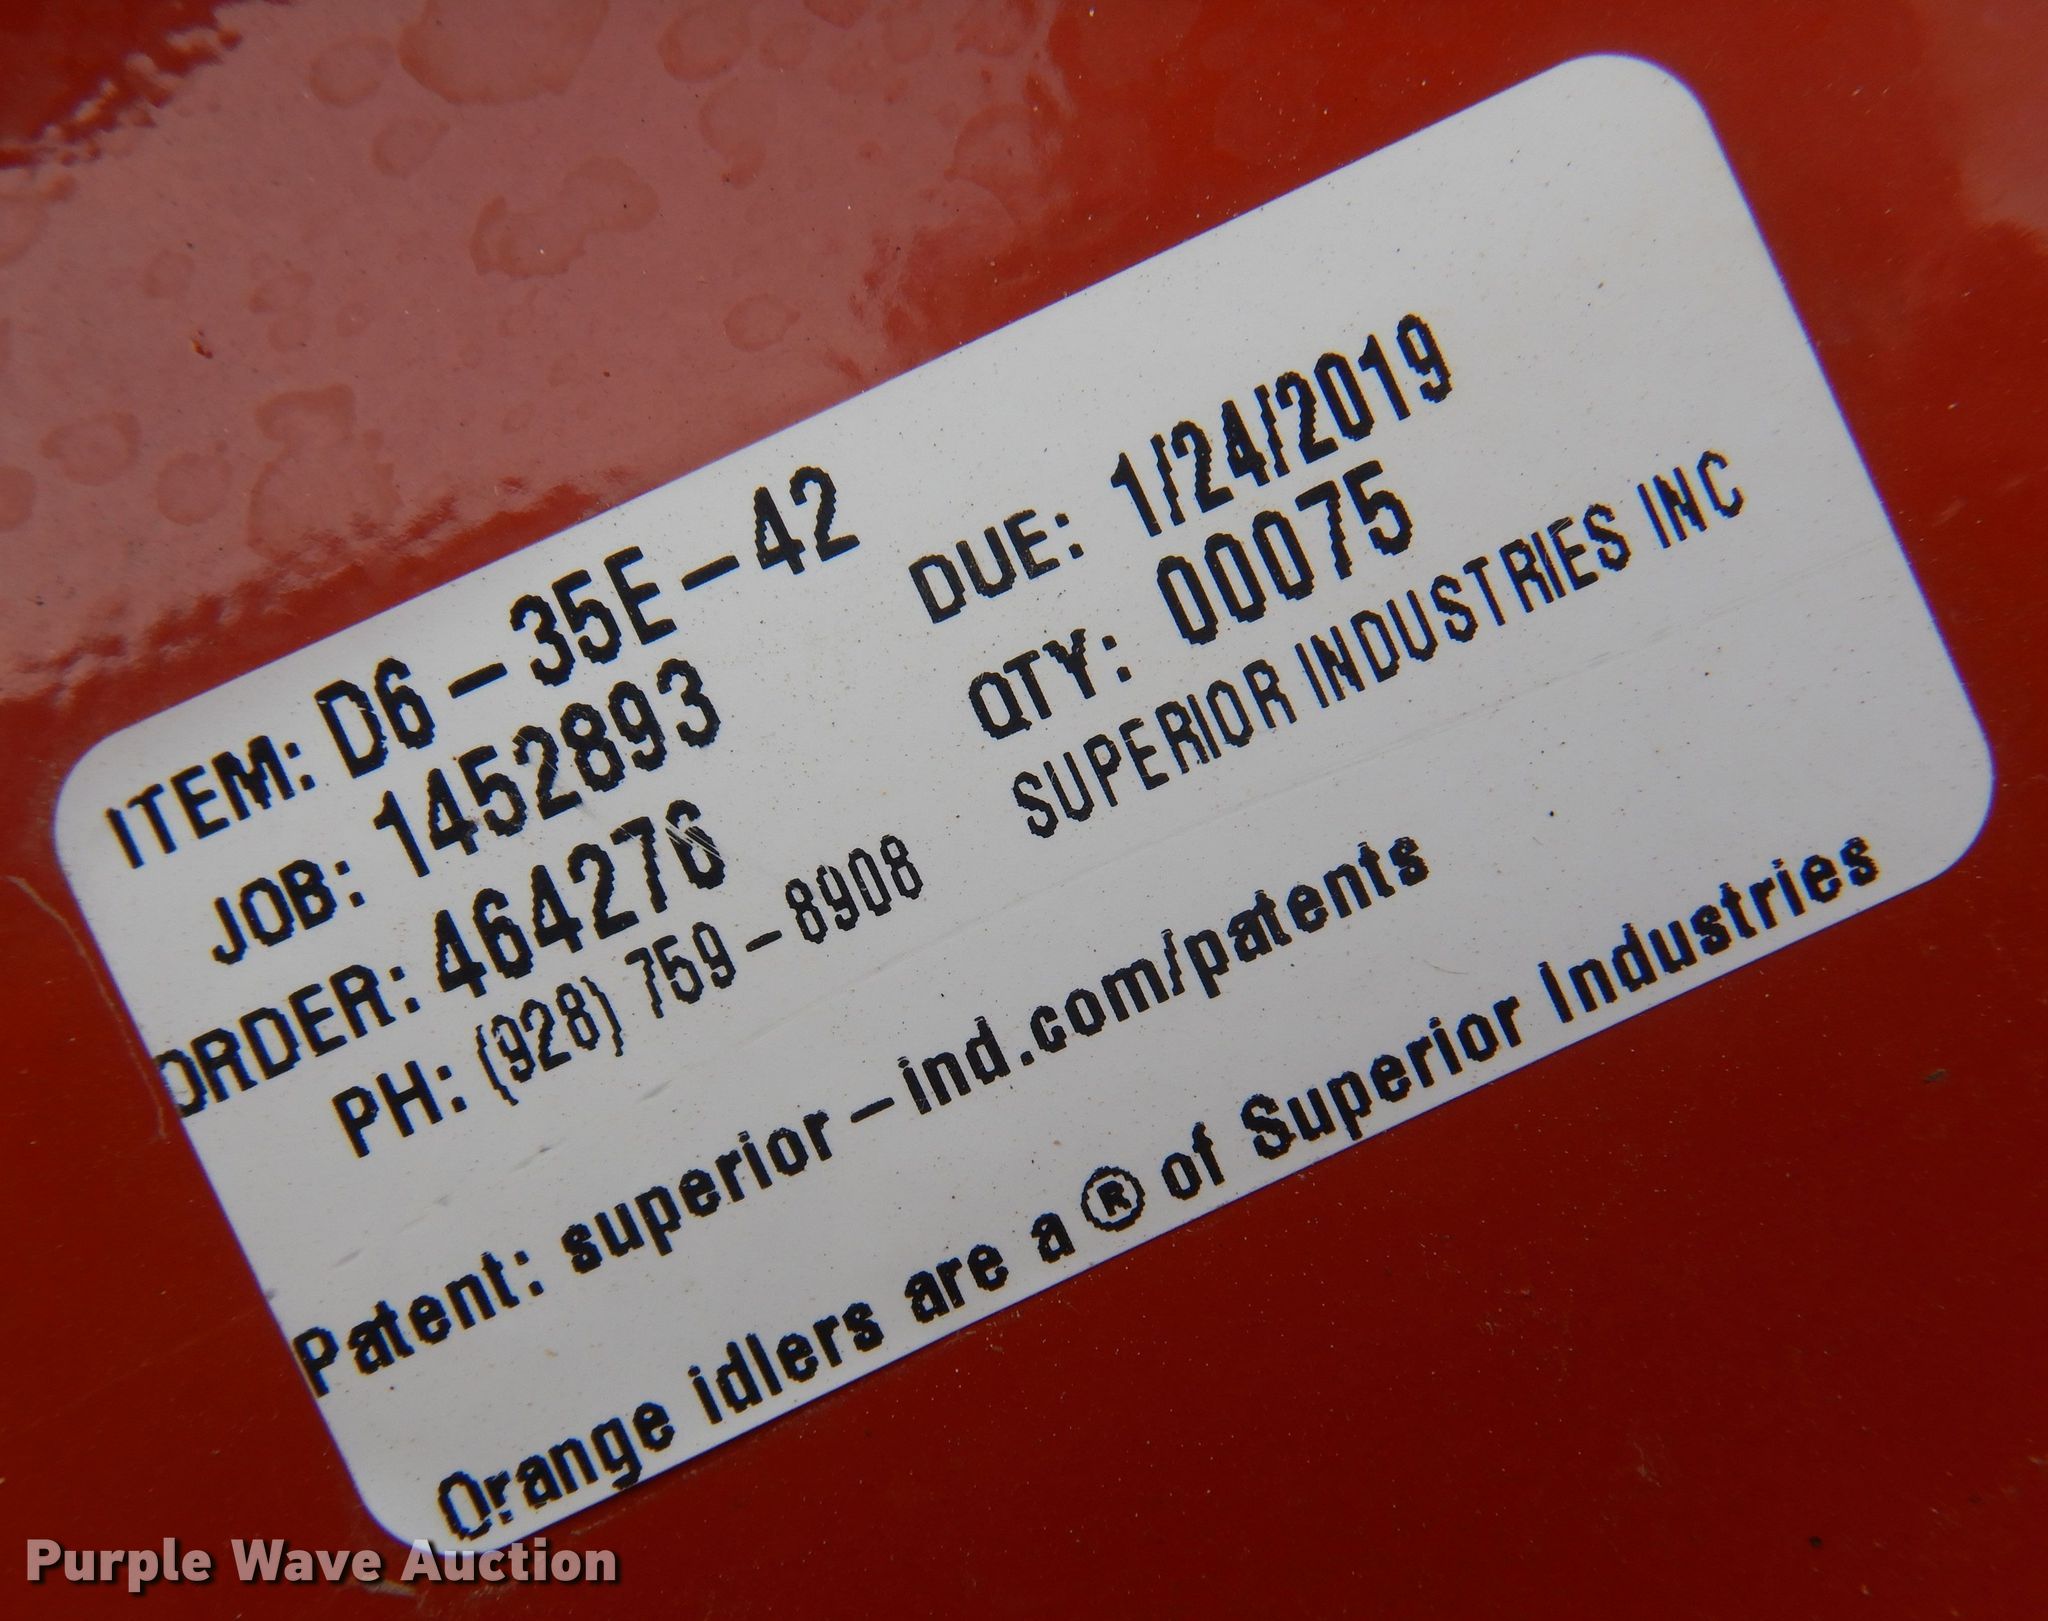 ITEM: D6-35E-42 DUE: 1/24/2019
JOB: 1452893 QTY: 00075
ORDER: 464276 SUPERIOR INDUSTRIES INC
PH: (928) 759-8908
Patent: superior-ind.com/patents
Orange idlers are a ® of Superior Industries
Purple Wave Auction